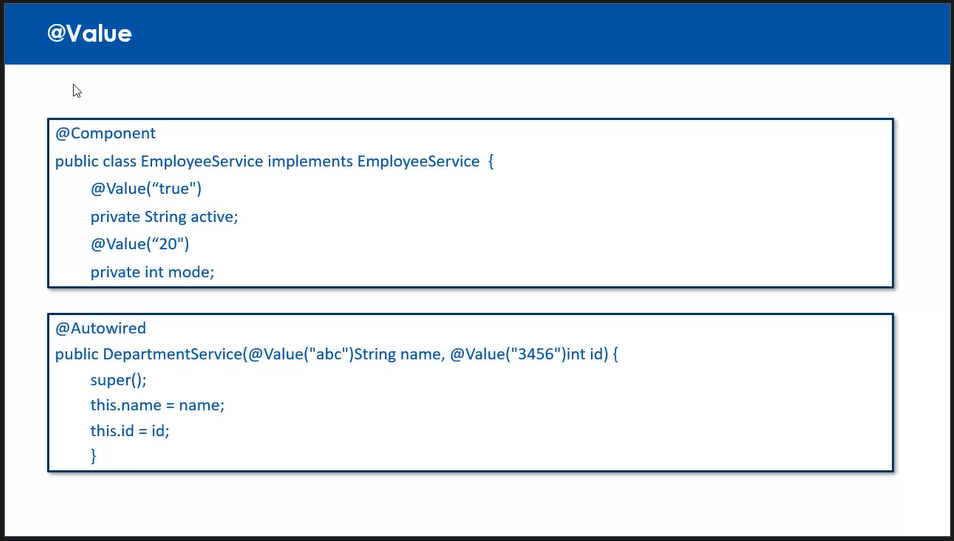 @Value
@Component
public class EmployeeService implements EmployeeService {
@Value(“true")
private String active;
@Value(“20")
private int mode;
@Autowired
public DepartmentService(@Value("abc")String name, @Value("3456")int id) {
super();
this.name = name;
this.id = id;
}